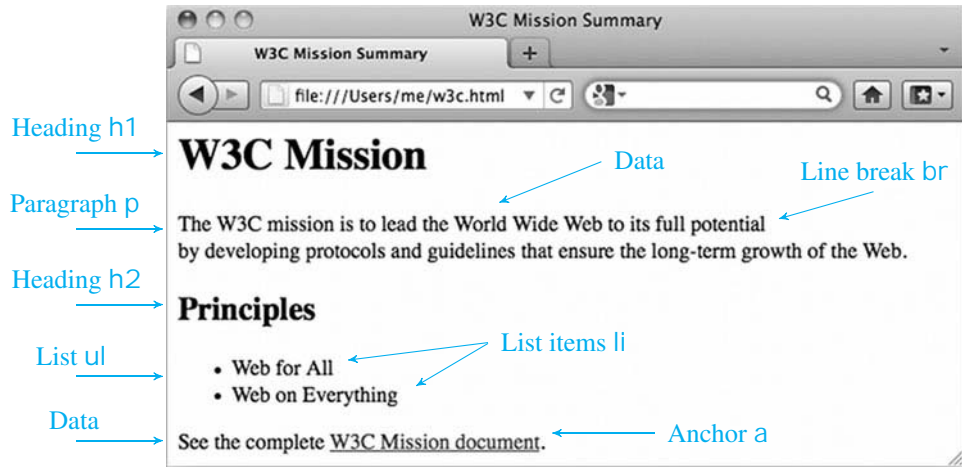 W3C Mission Summary
W3C Mission Summary
file:///Users/me/w3c.html
Heading h1
W3C Mission
Data
Line break br
Paragraph p
The W3C mission is to lead the World Wide Web to its full potential
by developing protocols and guidelines that ensure the long-term growth of the Web.
Heading h2
Principles
List items li
List ul
• Web for All
• Web on Everything
Data
See the complete W3C Mission document.
Anchor a